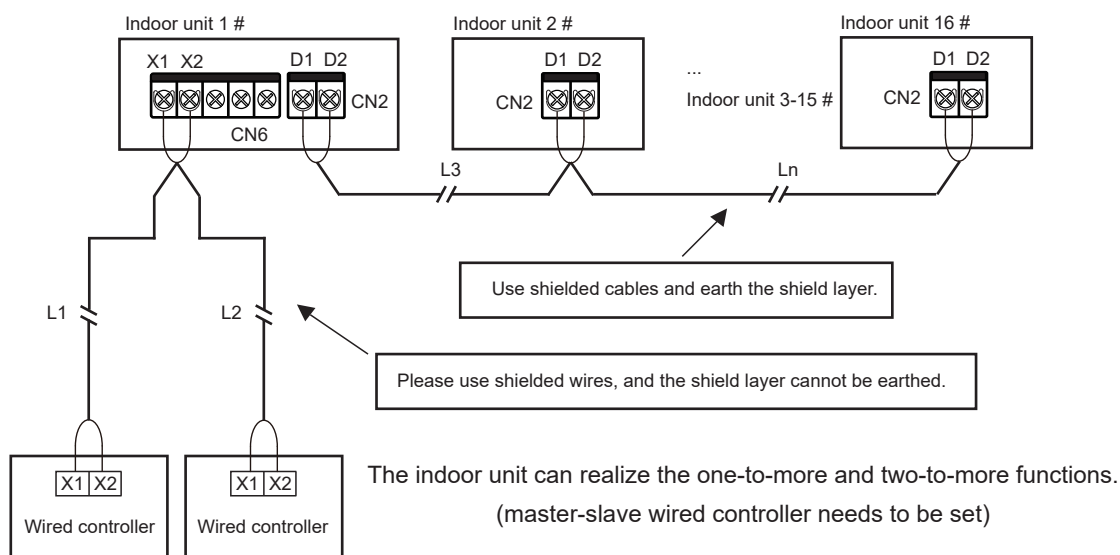 Indoor unit 1 #
Indoor unit 2 #
Indoor unit 16 #
X1 X2
D1 D2
CN2
CN6
D1 D2
CN2
...
Indoor unit 3-15 #
D1 D2
CN2
L3
Ln
Use shielded cables and earth the shield layer.
L1
L2
Please use shielded wires, and the shield layer cannot be earthed.
X1 X2
Wired controller
X1 X2
Wired controller
The indoor unit can realize the one-to-more and two-to-more functions.
(master-slave wired controller needs to be set)